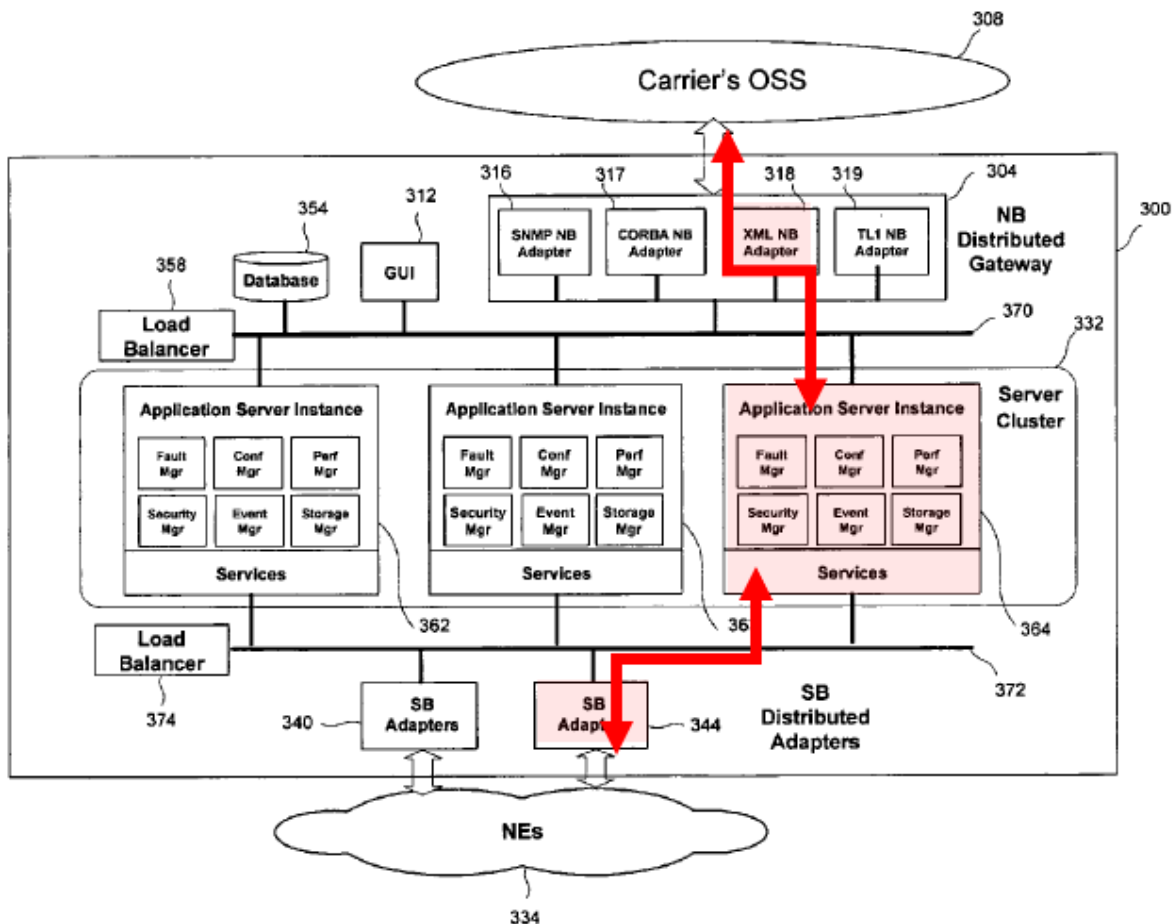 308
Carrier's OSS
316
317
318
319
304
300
312
354
SNMP NB
Adapter
CORBA NB
Adapter
XML NB
Adapter
TL1 NB
Adapter
NB
Distributed
Gateway
358
Database
GUI
Load
Balancer
370
332
Application Server Instance
Fault
Mgr
Conf
Mgr
Perf
Mgr
Security
Mgr
Event
Mgr
Storage
Mgr
Services
Application Server Instance
Fault
Mgr
Conf
Mgr
Perf
Mgr
Security
Mgr
Event
Mgr
Storage
Mgr
Services
Application Server Instance
Fault
Mgr
Conf
Mgr
Perf
Mgr
Security
Mgr
Event
Mgr
Storage
Mgr
Services
Server
Cluster
362
364
Load
Balancer
372
374
340
SB
Adapters
SB
344
SB
Distributed
Adapters
NEs
334